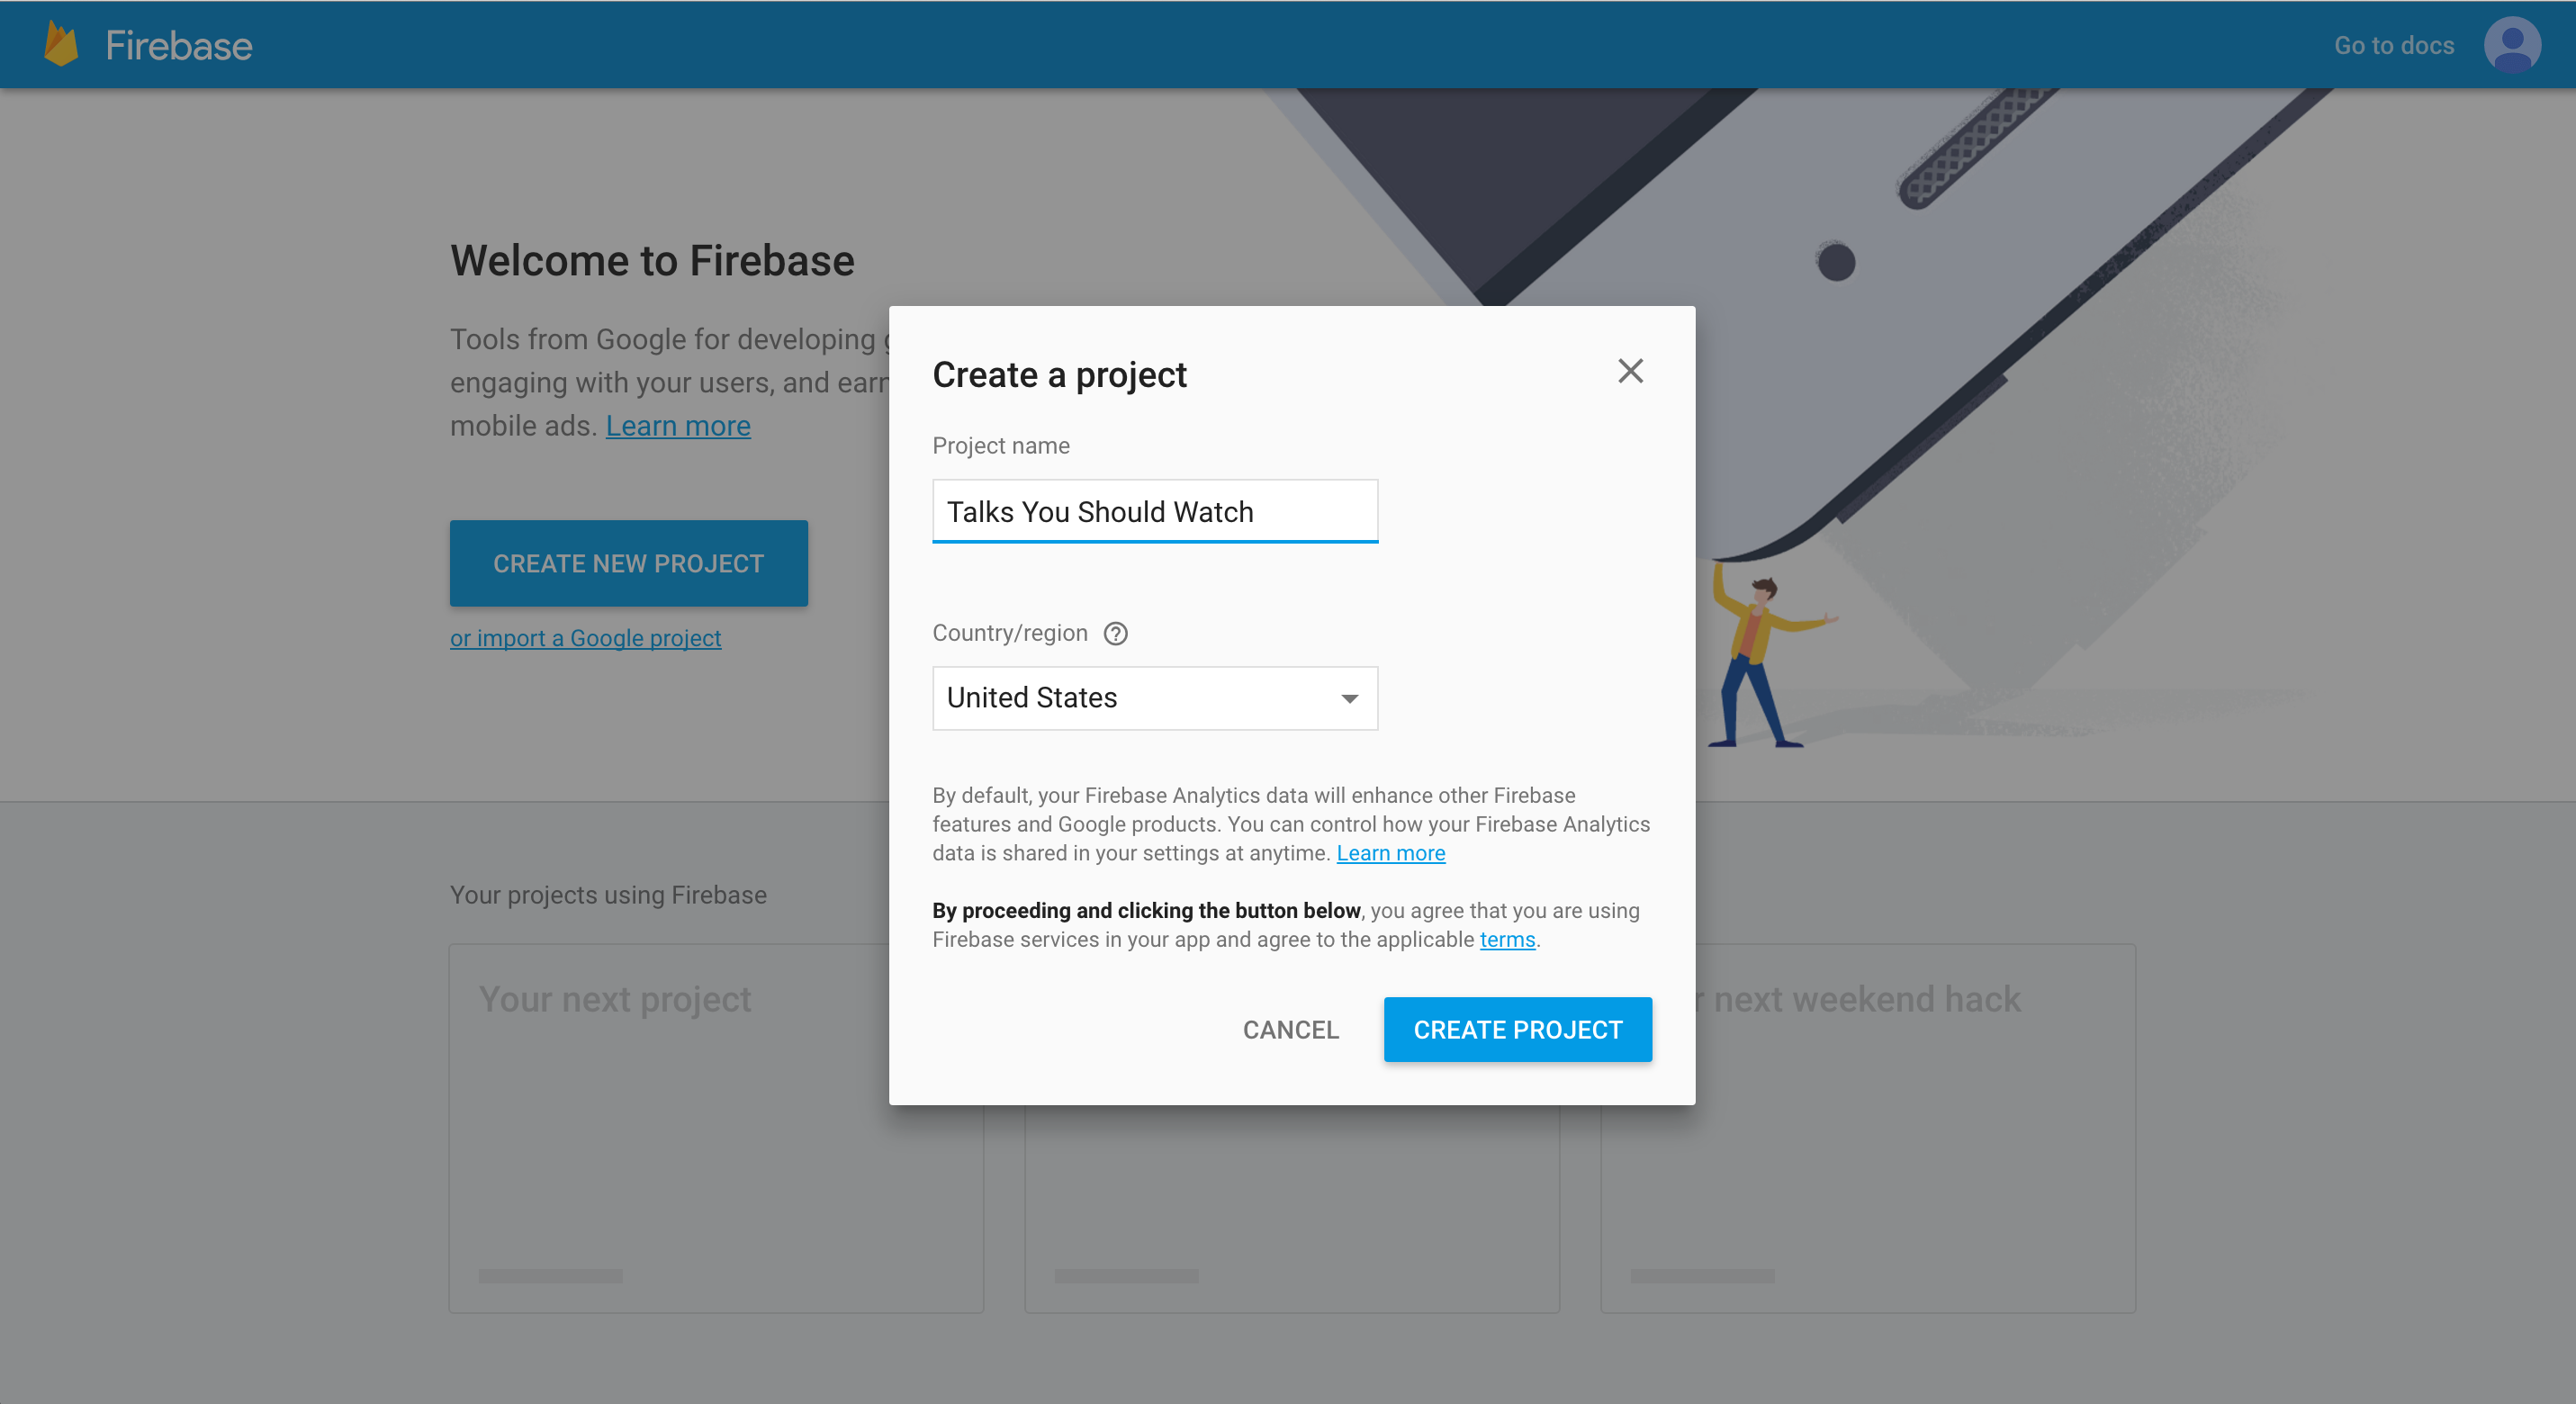 Firebase
Go to docs
Welcome to Firebase
Tools from Google for developing
engaging with your users, and earn
mobile ads. Learn more
CREATE NEW PROJECT
or import a Google project
Create a project
Project name
Talks You Should Watch
Country/region
United States
By default, your Firebase Analytics data will enhance other Firebase
features and Google products. You can control how your Firebase Analytics
data is shared in your settings at anytime. Learn more
By proceeding and clicking the button below, you agree that you are using
Firebase services in your app and agree to the applicable terms.
CANCEL
CREATE PROJECT
Your projects using Firebase
Your next project
next weekend hack